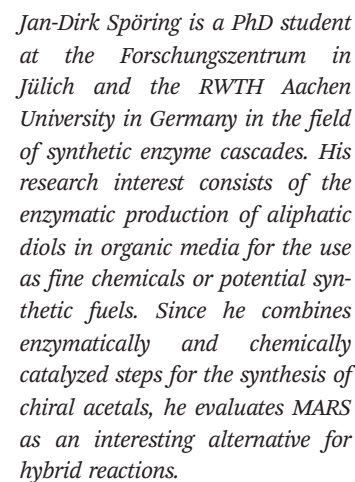 Jan-Dirk Spöring is a PhD student
at the Forschungszentrum in
Jülich and the RWTH Aachen
University in Germany in the field
of synthetic enzyme cascades. His
research interest consists of the
enzymatic production of aliphatic
diols in organic media for the use
as fine chemicals or potential syn-
thetic fuels. Since he combines
enzymatically and chemically
catalyzed steps for the synthesis of
chiral acetals, he evaluates MARS
as an interesting alternative for
hybrid reactions.